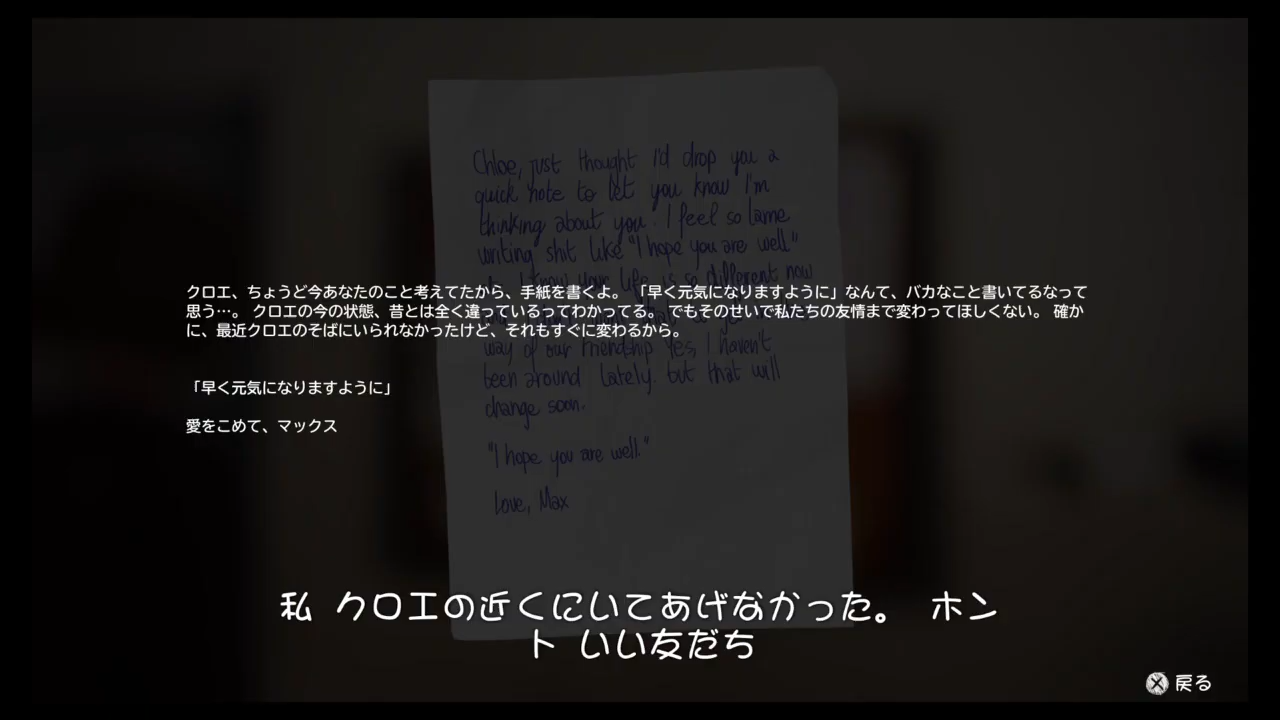 Chloe, just thought I'd drop you a
quick note to let you know I'm
thinking about you. I feel so lame
writing shit like "I hope you are well"
I know your life is so different now
クロエ、ちょうど今あなたのこと考えてたから、手紙を書くよ。 「早く元気になりますように」なんて、バカなこと書いてるなって
思う…。 クロエの今の状態、昔とは全く違っているってわかってる。 でもそのせいで私たちの友情まで変わってほしくない。 確か
に、最近クロエのそばにいられなかったけど、それもすぐに変わるから。
way of our friendship Yes, I haven't
been around lately. but that will
change soon.
「早く元気になりますように」
愛をこめて、マックス
"I hope you are well."
Love, Max
私 クロエの近くにいてあげなかった。 ホン
ト いい友だち
戻る